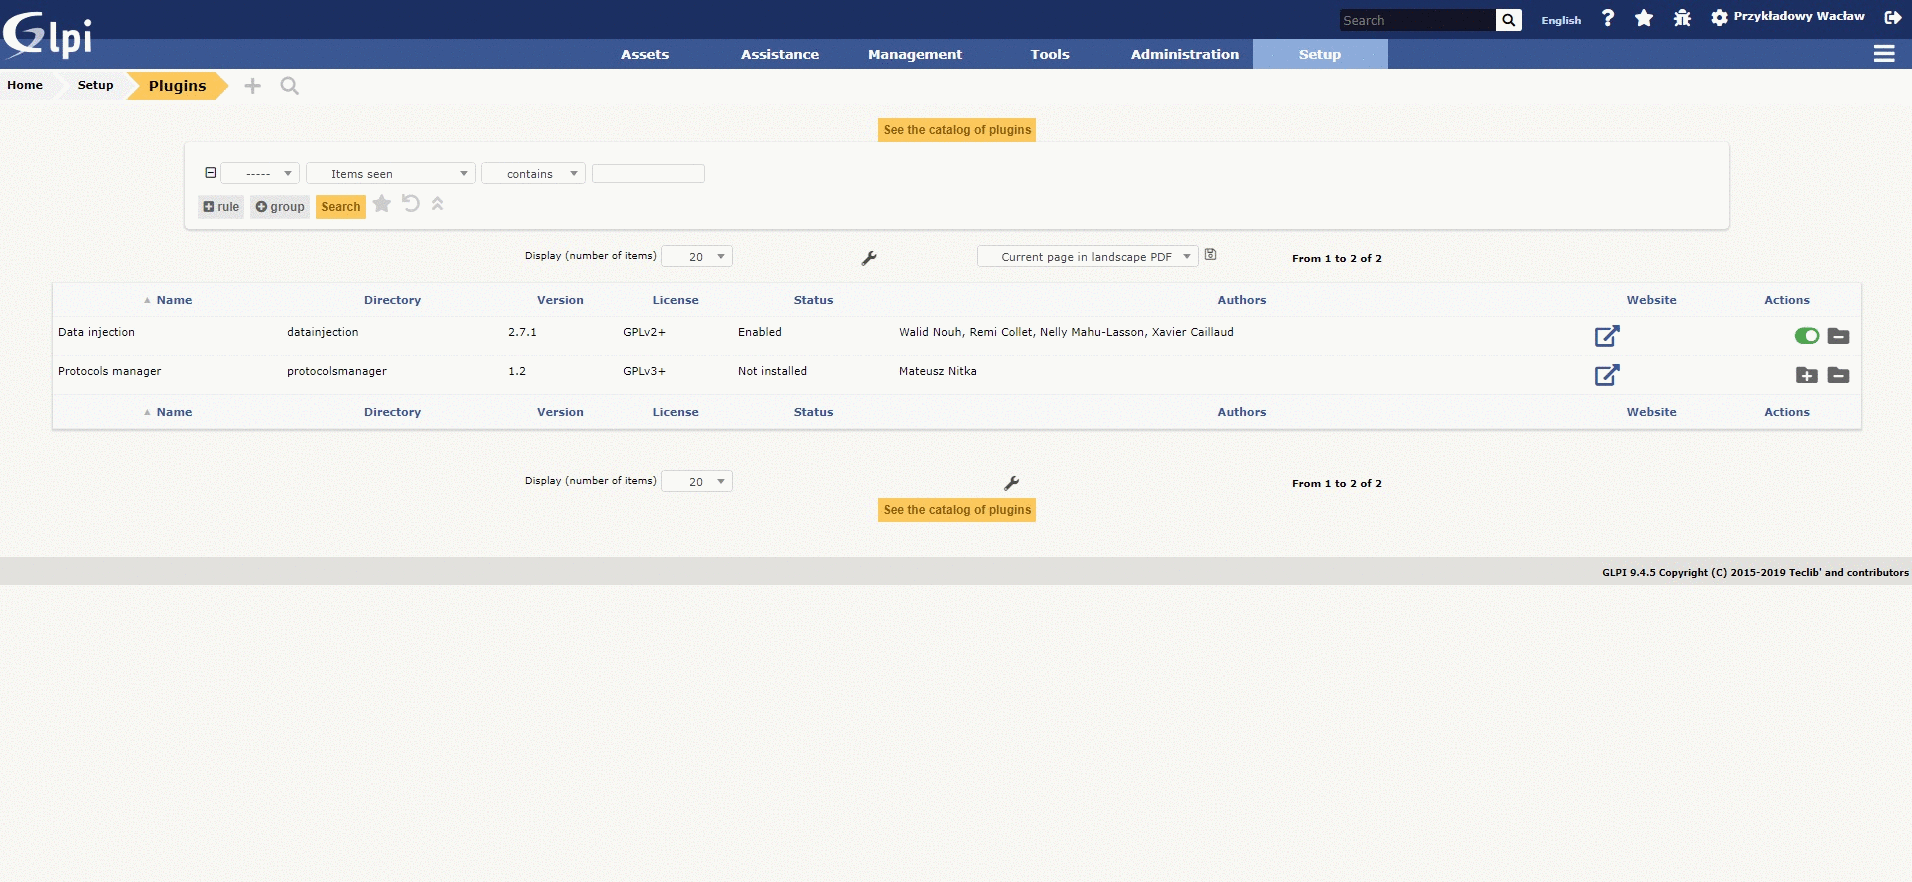 Glpi
Search
English
Przykładowy Wacław
Assets Assistance Management Tools Administration Setup
Home Setup Plugins
See the catalog of plugins
----- Items seen contains
rule group Search
Display (number of items) 20 Current page in landscape PDF From 1 to 2 of 2
Name Directory Version License Status Authors Website Actions
Data injection datainjection 2.7.1 GPLv2+ Enabled Walid Nouh, Remi Collet, Nelly Mahu-Lasson, Xavier Caillaud
Protocols manager protocolsmanager 1.2 GPLv3+ Not installed Mateusz Nitka
Name Directory Version License Status Authors Website Actions
Display (number of items) 20 From 1 to 2 of 2
See the catalog of plugins
GLPI 9.4.5 Copyright (C) 2015-2019 Teclib' and contributors